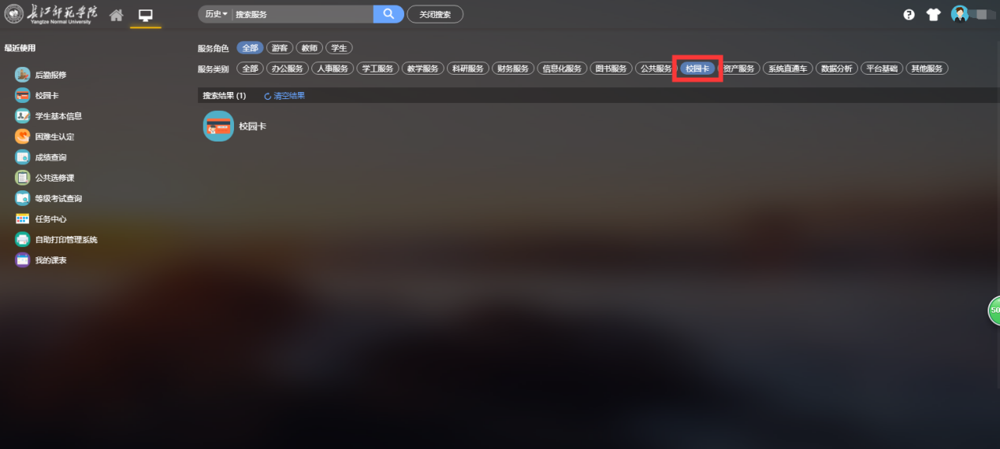 长江师范学院
Yangtze Normal University
历史 搜索服务 关闭搜索
最近使用
后勤报修
校园卡
学生基本信息
困难生认定
成绩查询
公共选修课
等级考试查询
任务中心
自助打印管理系统
我的课表
服务角色 全部 游客 教师 学生
服务类别 全部 办公服务 人事服务 学工服务 教学服务 科研服务 财务服务 信息化服务 图书服务 公共服务 校园卡 资产服务 系统直通车 数据分析 平台基础 其他服务
搜索结果 (1) 清空结果
校园卡